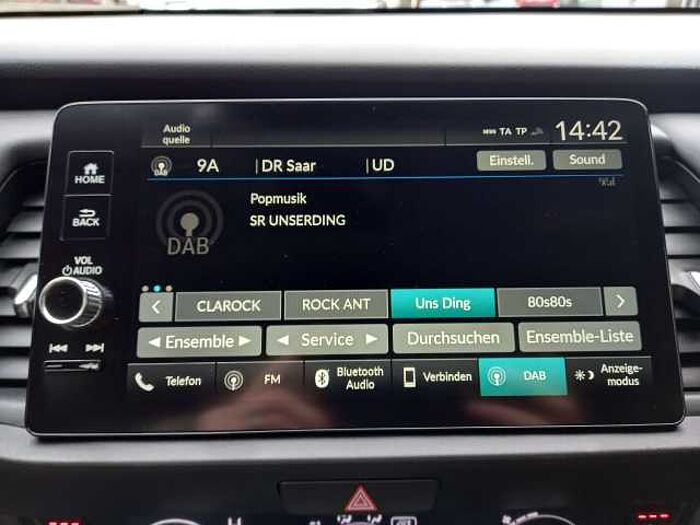 Audio quelle
TA TP
14:42
HOME
DAB
9A | DR Saar | UD
Einstell.
Sound
BACK
Popmusik
SR UNSERDING
DAB
VOL
AUDIO
CLAROCK
ROCK ANT
Uns Ding
80s80s
Ensemble
Service
Durchsuchen
Ensemble-Liste
Telefon
FM
Bluetooth Audio
Verbinden
DAB
Anzeige-
modus